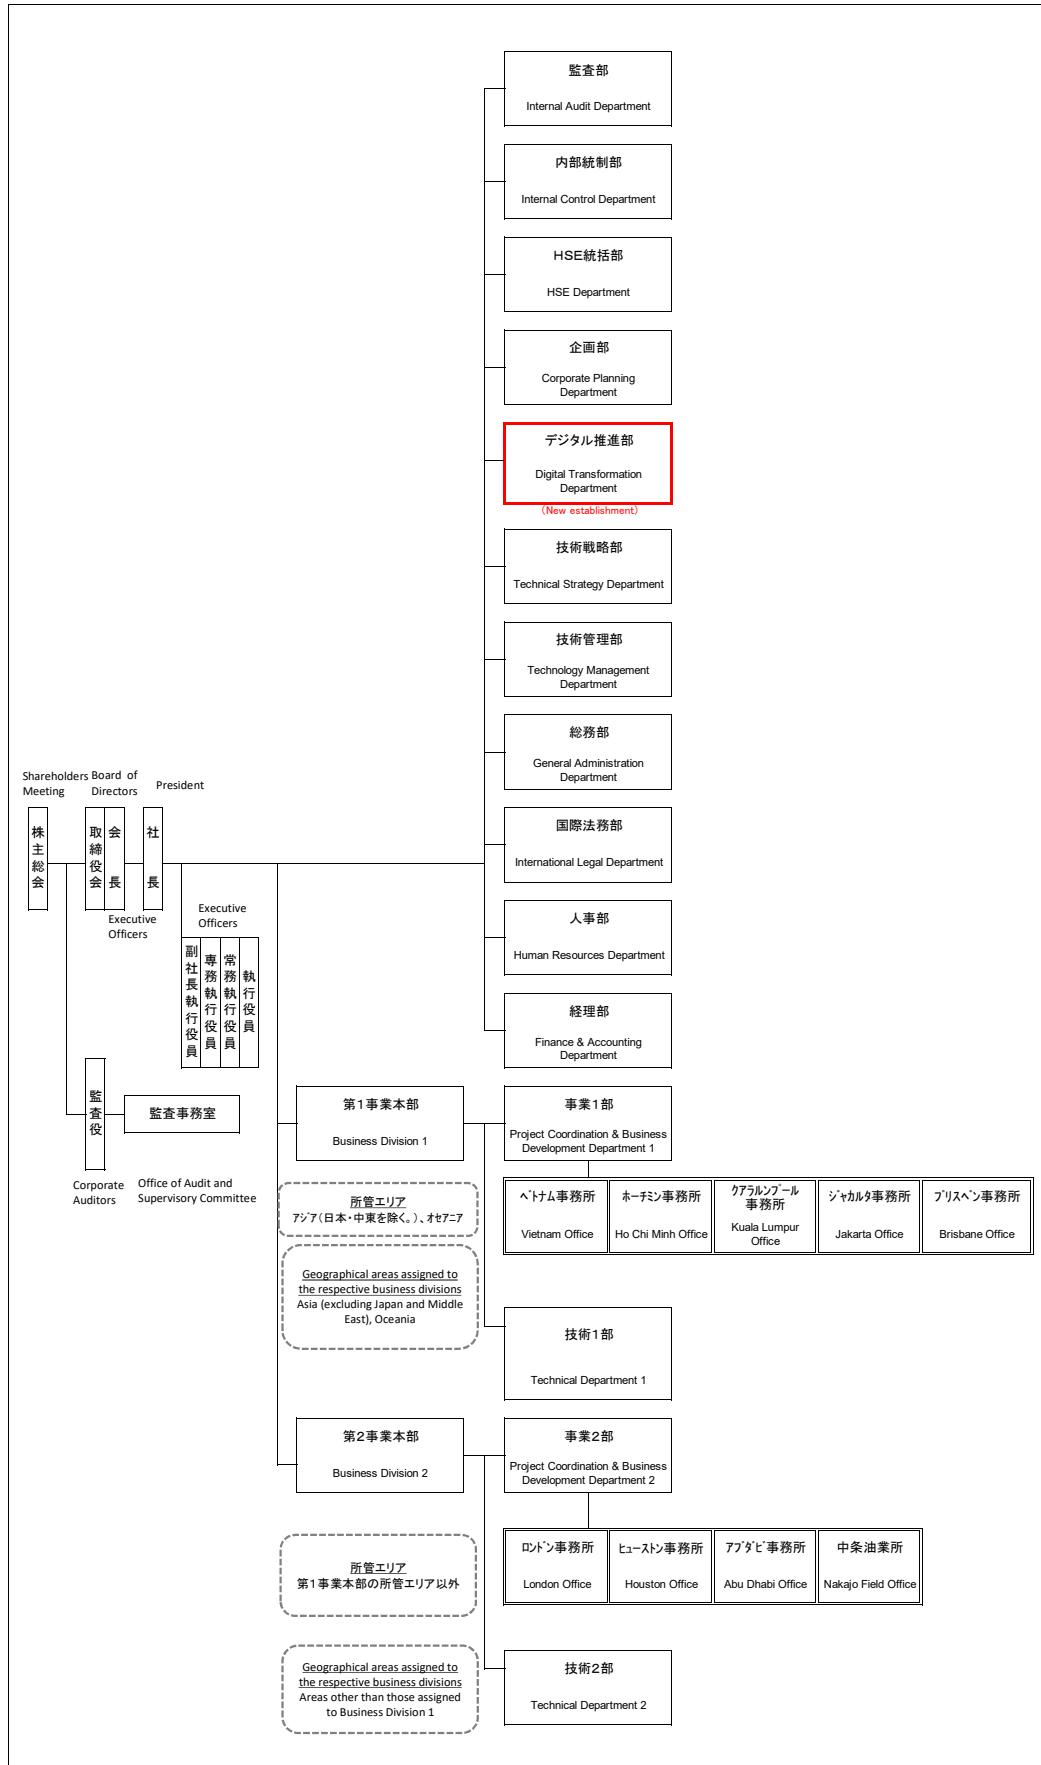 監査部
Internal Audit Department
内部統制部
Internal Control Department
HSE統括部
HSE Department
企画部
Corporate Planning
Department
デジタル推進部
Digital Transformation
Department
(New establishment)
技術戦略部
Technical Strategy Department
技術管理部
Technology Management
Department
総務部
General Administration
Department
国際法務部
International Legal Department
人事部
Human Resources Department
経理部
Finance & Accounting
Department
Shareholders
Meeting
Board of
Directors
President
株主総会
取締役会
会長
社長
Executive
Officers
Executive
Officers
副社長執行役員
専務執行役員
常務執行役員
執行役員
監査役
監査事務室
Corporate
Auditors
Office of Audit and
Supervisory Committee
第1事業本部
Business Division 1
事業1部
Project Coordination & Business
Development Department 1
所管エリア
アジア(日本・中東を除く。)、オセアニア
Geographical areas assigned to
the respective business divisions
Asia (excluding Japan and Middle
East), Oceania
ベトナム事務所
Vietnam Office
ホーチミン事務所
Ho Chi Minh Office
クアラルンプール
事務所
Kuala Lumpur
Office
ジャカルタ事務所
Jakarta Office
ブリスベン事務所
Brisbane Office
技術1部
Technical Department 1
第2事業本部
Business Division 2
事業2部
Project Coordination & Business
Development Department 2
所管エリア
第1事業本部の所管エリア以外
Geographical areas assigned to
the respective business divisions
Areas other than those assigned
to Business Division 1
ロンドン事務所
London Office
ヒューストン事務所
Houston Office
アブダビ事務所
Abu Dhabi Office
中条油業所
Nakajo Field Office
技術2部
Technical Department 2